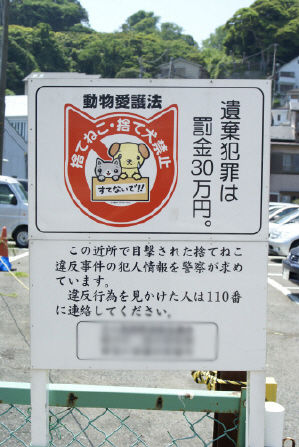 動物愛護法
捨てねこ・捨て犬禁止
すてないで!!
遺棄犯罪は
罰金30万円。
この近所で目撃された捨てねこ
違反事件の犯人情報を警察が求め
ています。
違反行為を見かけた人は110番
に連絡してください。